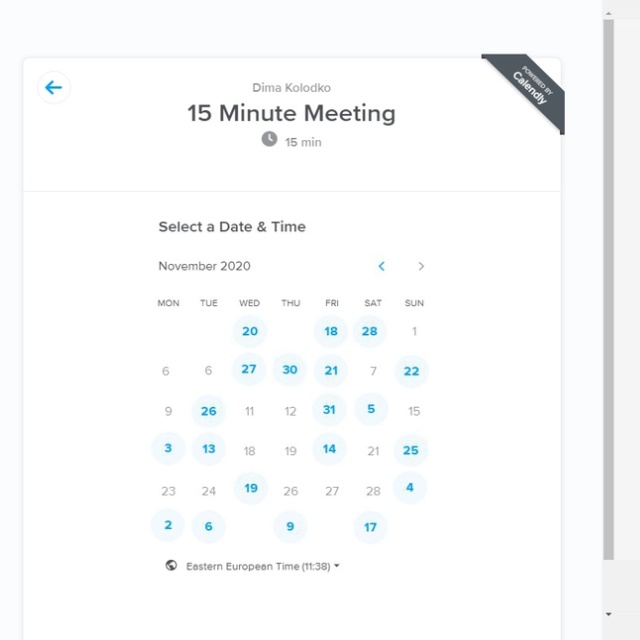 POWERED BY
Calendly
Dima Kolodko
15 Minute Meeting
15 min
Select a Date & Time
November 2020
MON TUE WED THU FRI SAT SUN
20 18 28 1
6 6 27 30 21 7 22
9 26 11 12 31 5 15
3 13 18 19 14 21 25
23 24 19 26 27 28 4
2 6 9 17
Eastern European Time (11:38)